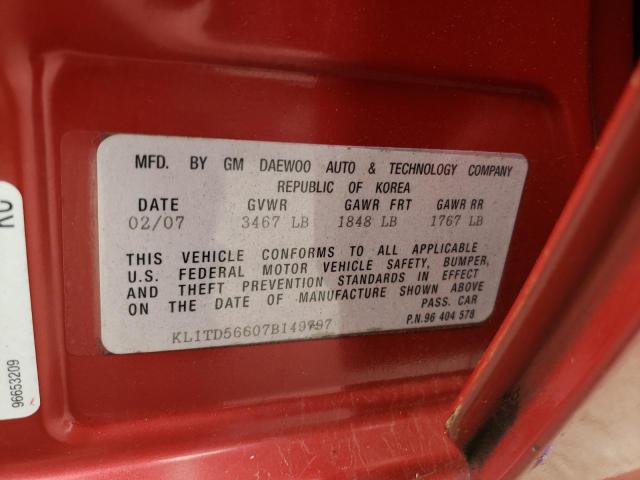 MFD. BY GM DAEWOO AUTO & TECHNOLOGY COMPANY
REPUBLIC OF KOREA
DATE GVWR GAWR FRT GAWR RR
02/07 3467 LB 1848 LB 1767 LB
THIS VEHICLE CONFORMS TO ALL APPLICABLE
U.S. FEDERAL MOTOR VEHICLE SAFETY, BUMPER,
AND THEFT PREVENTION STANDARDS IN EFFECT
ON THE DATE OF MANUFACTURE SHOWN ABOVE
PASS. CAR
KL1TD56607B149797
P.N.96 404 578
96653209